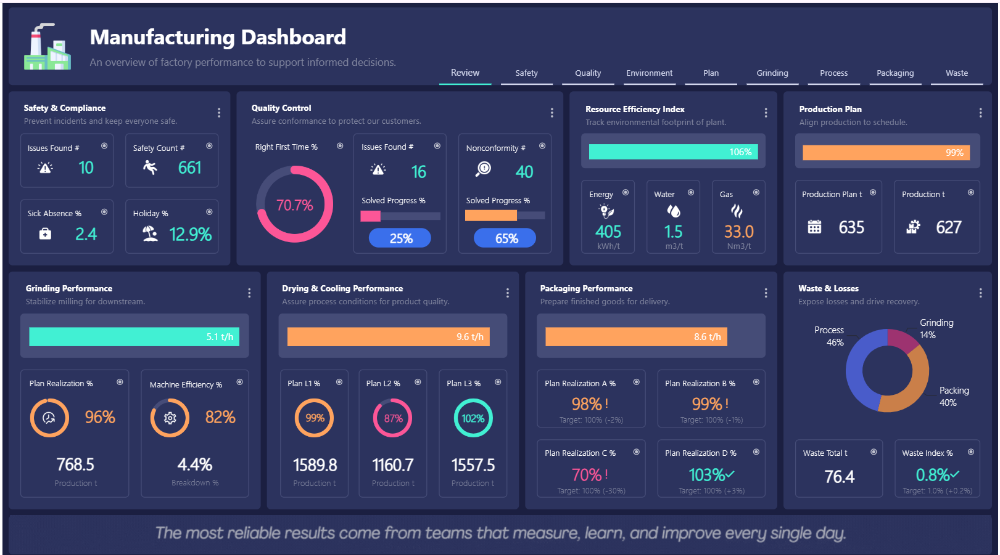 Manufacturing Dashboard
An overview of factory performance to support informed decisions.
Review
Safety
Quality
Environment
Plan
Grinding
Process
Packaging
Waste
Safety & Compliance
Prevent incidents and keep everyone safe.
Issues Found #
10
Safety Count #
661
Sick Absence %
2.4
Holiday %
12.9%
Quality Control
Assure conformance to protect our customers.
Right First Time %
70.7%
Issues Found #
16
Solved Progress %
25%
Nonconformity #
40
Solved Progress %
65%
Resource Efficiency Index
Track environmental footprint of plant.
106%
Energy
405
kWh/t
Water
1.5
m3/t
Gas
33.0
Nm3/t
Production Plan
Align production to schedule.
99%
Production Plan t
635
Production t
627
Grinding Performance
Stabilize milling for downstream.
5.1 t/h
Plan Realization %
96%
768.5
Production t
Machine Efficiency %
82%
4.4%
Breakdown %
Drying & Cooling Performance
Assure process conditions for product quality.
9.6 t/h
Plan L1 %
99%
1589.8
Production t
Plan L2 %
87%
1160.7
Production t
Plan L3 %
102%
1557.5
Production t
Packaging Performance
Prepare finished goods for delivery.
8.6 t/h
Plan Realization A %
98% !
Target: 100% (-2%)
Plan Realization B %
99% !
Target: 100% (-1%)
Plan Realization C %
70% !
Target: 100% (-30%)
Plan Realization D %
103%✓
Target: 100% (+3%)
Waste & Losses
Expose losses and drive recovery.
Grinding
14%
Process
46%
Packing
40%
Waste Total t
76.4
Waste Index %
0.8%✓
Target: 1.0% (+0.2%)
The most reliable results come from teams that measure, learn, and improve every single day.